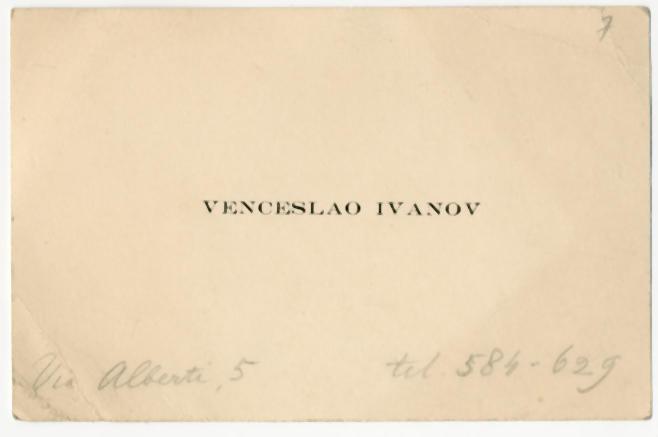 7
VENCESLAO IVANOV
Via Alberti, 5 tel. 584-629